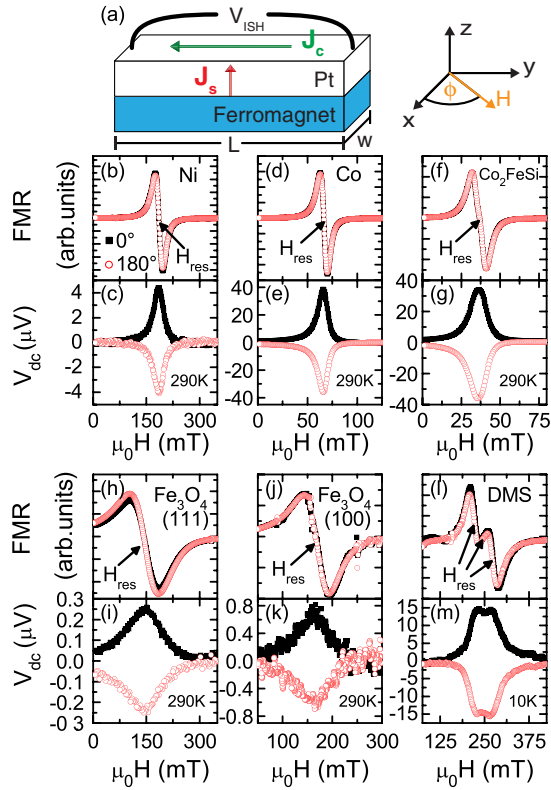 (a)
V_ISH
J_c
J_s
Pt
Ferromagnet
L
w
z
y
x
ϕ
H
FMR
(arb.units)
(b) Ni
H_res
■ 0°
○ 180°
(d) Co
H_res
(f) Co₂FeSi
H_res
V_dc (μV)
(c)
4
2
0
-2
-4
290K
0 150 300
(e)
40
20
0
-20
-40
290K
0 50 100
(g)
40
20
0
-20
-40
290K
0 25 50 75
μ₀H (mT) μ₀H (mT) μ₀H (mT)
FMR
(arb.units)
(h) Fe₃O₄
(111)
H_res
(j) Fe₃O₄
(100)
H_res
(l) DMS
H_res
V_dc (μV)
(i)
0.3
0.2
0.1
0.0
-0.1
-0.2
-0.3
290K
0 150 300
(k)
0.8
0.4
0.0
-0.4
-0.8
290K
100 200 300
(m)
15
10
5
0
-5
-10
-15
10K
125 250 375
μ₀H (mT) μ₀H (mT) μ₀H (mT)